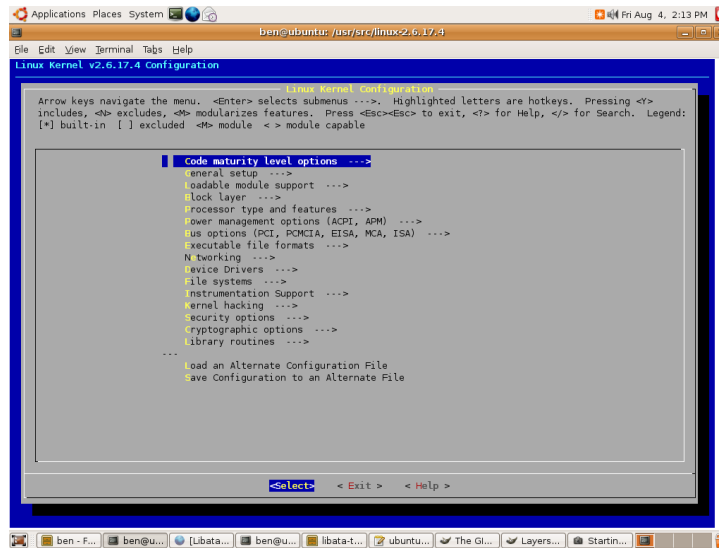 Applications Places System Fri Aug 4, 2:13 PM
ben@ubuntu: /usr/src/linux-2.6.17.4
File Edit View Terminal Tabs Help
Linux Kernel v2.6.17.4 Configuration
Linux Kernel Configuration
Arrow keys navigate the menu. <Enter> selects submenus --->. Highlighted letters are hotkeys. Pressing <Y>
includes, <N> excludes, <M> modularizes features. Press <Esc><Esc> to exit, <?> for Help, </> for Search. Legend:
[*] built-in [ ] excluded <M> module < > module capable
Code maturity level options --->
General setup --->
Loadable module support --->
Block layer --->
Processor type and features --->
Power management options (ACPI, APM) --->
Bus options (PCI, PCMCIA, EISA, MCA, ISA) --->
Executable file formats --->
Networking --->
Device Drivers --->
File systems --->
Instrumentation Support --->
Kernel hacking --->
Security options --->
Cryptographic options --->
Library routines --->
---
Load an Alternate Configuration File
Save Configuration to an Alternate File
<Select> < Exit > < Help >
ben - F... ben@u... [Libata... ben@u... libata-t... ubuntu... The GI... Layers... Startin...